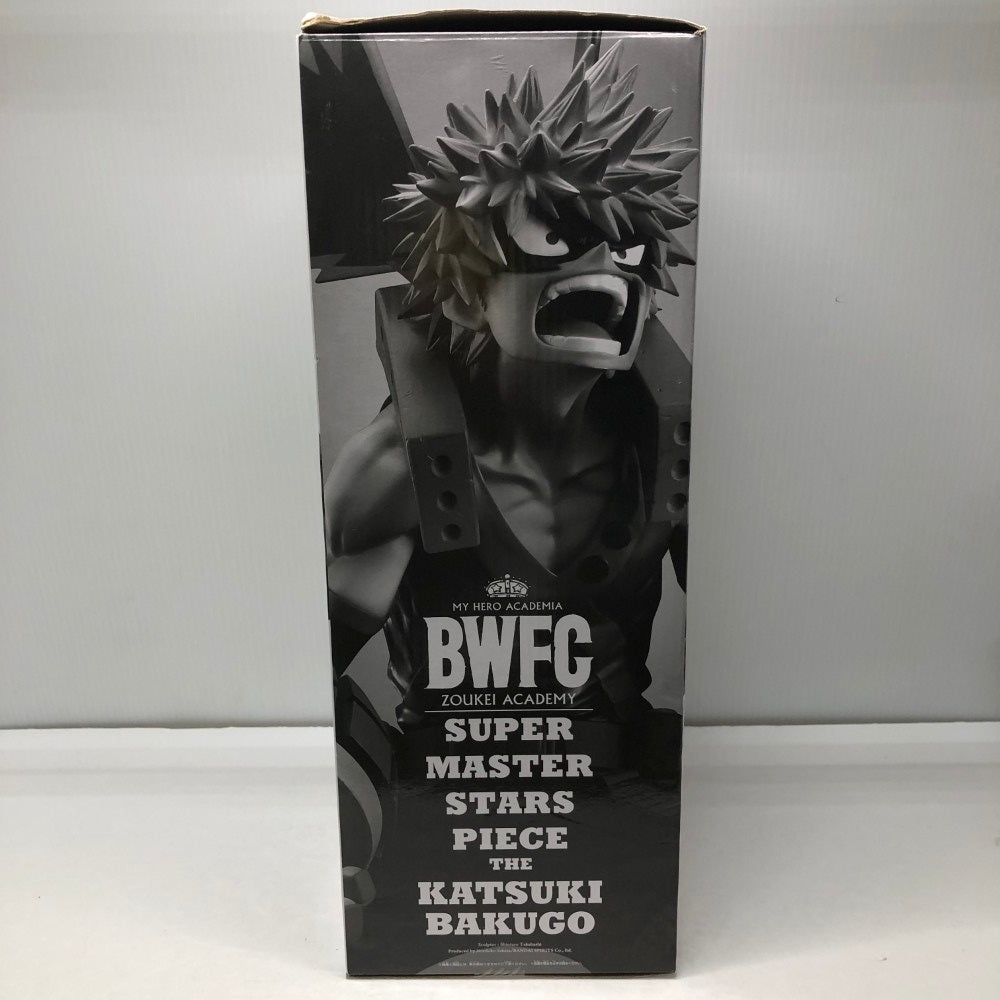 MY HERO ACADEMIA
BWFC
ZOUKEI ACADEMY
SUPER
MASTER
STARS
PIECE
THE
KATSUKI
BAKUGO